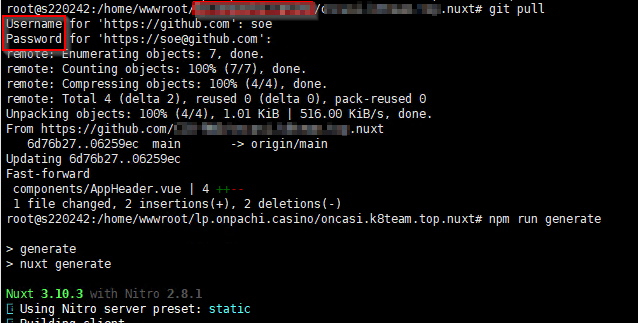 root@s220242:/home/wwwroot/ .nuxt# git pull
Username for 'https://github.com': soe
Password for 'https://soe@github.com':
remote: Enumerating objects: 7, done.
remote: Counting objects: 100% (7/7), done.
remote: Compressing objects: 100% (4/4), done.
remote: Total 4 (delta 2), reused 0 (delta 0), pack-reused 0
Unpacking objects: 100% (4/4), 1.01 KiB | 516.00 KiB/s, done.
From https://github.com/ .nuxt
6d76b27..06259ec main -> origin/main
Updating 6d76b27..06259ec
Fast-forward
components/AppHeader.vue | 4 ++--
1 file changed, 2 insertions(+), 2 deletions(-)
root@s220242:/home/wwwroot/lp.onpachi.casino/oncasi.k8team.top.nuxt# npm run generate
> generate
> nuxt generate
Nuxt 3.10.3 with Nitro 2.8.1
Using Nitro server preset: static
Building client